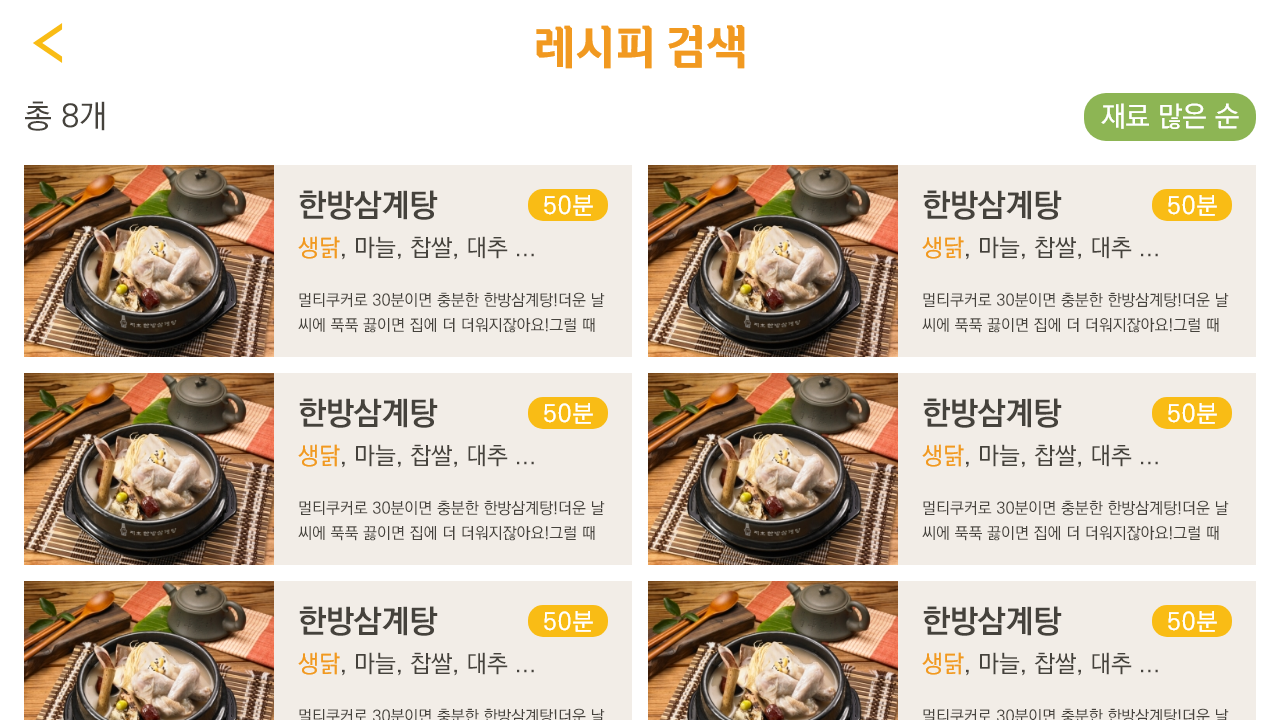 레시피 검색
총 8개
재료 많은 순
한방삼계탕
50분
생닭, 마늘, 찹쌀, 대추 ...
멀티쿠커로 30분이면 충분한 한방삼계탕!더운 날
씨에 푹푹 끓이면 집에 더 더워지잖아요!그럴 때
한방삼계탕
50분
생닭, 마늘, 찹쌀, 대추 ...
멀티쿠커로 30분이면 충분한 한방삼계탕!더운 날
씨에 푹푹 끓이면 집에 더 더워지잖아요!그럴 때
한방삼계탕
50분
생닭, 마늘, 찹쌀, 대추 ...
멀티쿠커로 30분이면 충분한 한방삼계탕!더운 날
씨에 푹푹 끓이면 집에 더 더워지잖아요!그럴 때
한방삼계탕
50분
생닭, 마늘, 찹쌀, 대추 ...
멀티쿠커로 30분이면 충분한 한방삼계탕!더운 날
씨에 푹푹 끓이면 집에 더 더워지잖아요!그럴 때
한방삼계탕
50분
생닭, 마늘, 찹쌀, 대추 ...
멀티쿠커로 30분이면 충분한 한방삼계탕!더운 날
한방삼계탕
50분
생닭, 마늘, 찹쌀, 대추 ...
멀티쿠커로 30분이면 충분한 한방삼계탕!더운 날